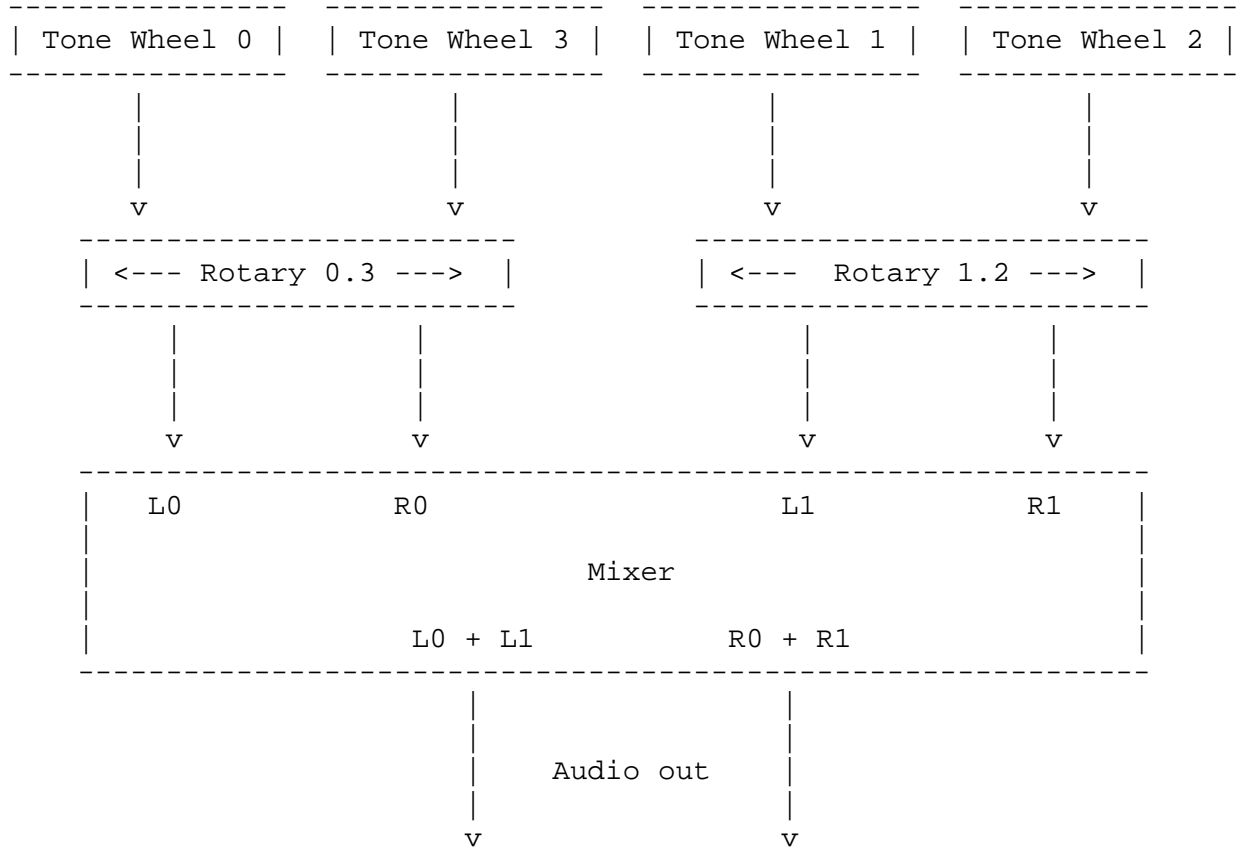 ----------------  ----------------  ----------------  ----------------
| Tone Wheel 0 |  | Tone Wheel 3 |  | Tone Wheel 1 |  | Tone Wheel 2 |
----------------  ----------------  ----------------  ----------------
       |                 |                 |                 |
       |                 |                 |                 |
       |                 |                 |                 |
       v                 v                 v                 v
    -------------------------          --------------------------
    | <--- Rotary 0.3 --->  |          | <---  Rotary 1.2 --->  |
    -------------------------          --------------------------
         |             |                     |             |
         |             |                     |             |
         |             |                     |             |
         v             v                     v             v
    -------------------------------------------------------------
    |   L0            R0                    L1            R1    |
    |                                                           |
    |                            Mixer                          |
    |                                                           |
    |                  L0 + L1           R0 + R1                |
    -------------------------------------------------------------
                          |                 |
                          |                 |
                          |    Audio out    |
                          |                 |
                          v                 v